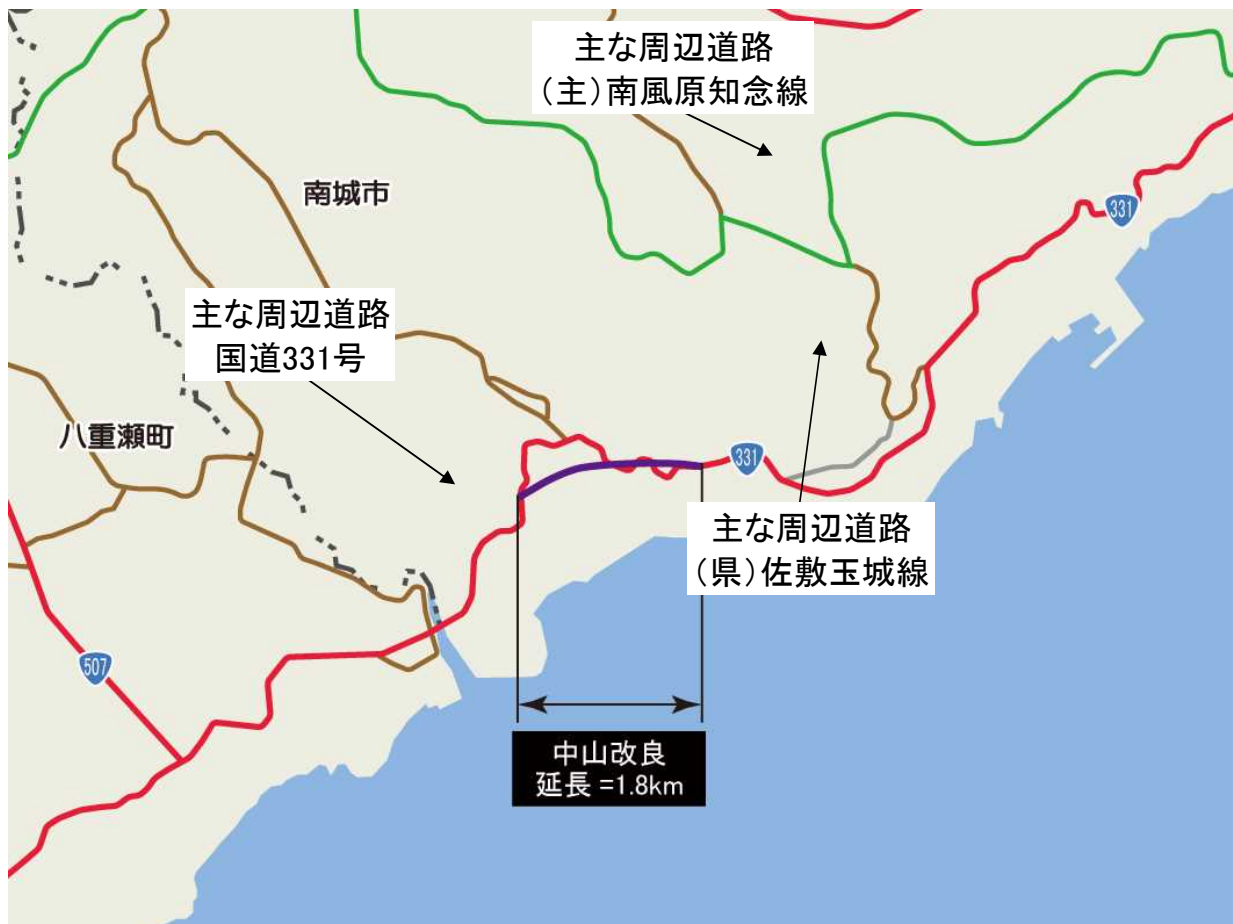 主な周辺道路
（主）南風原知念線
331
南城市
主な周辺道路
国道331号
八重瀬町
331
主な周辺道路
（県）佐敷玉城線
507
中山改良
延長 =1.8km